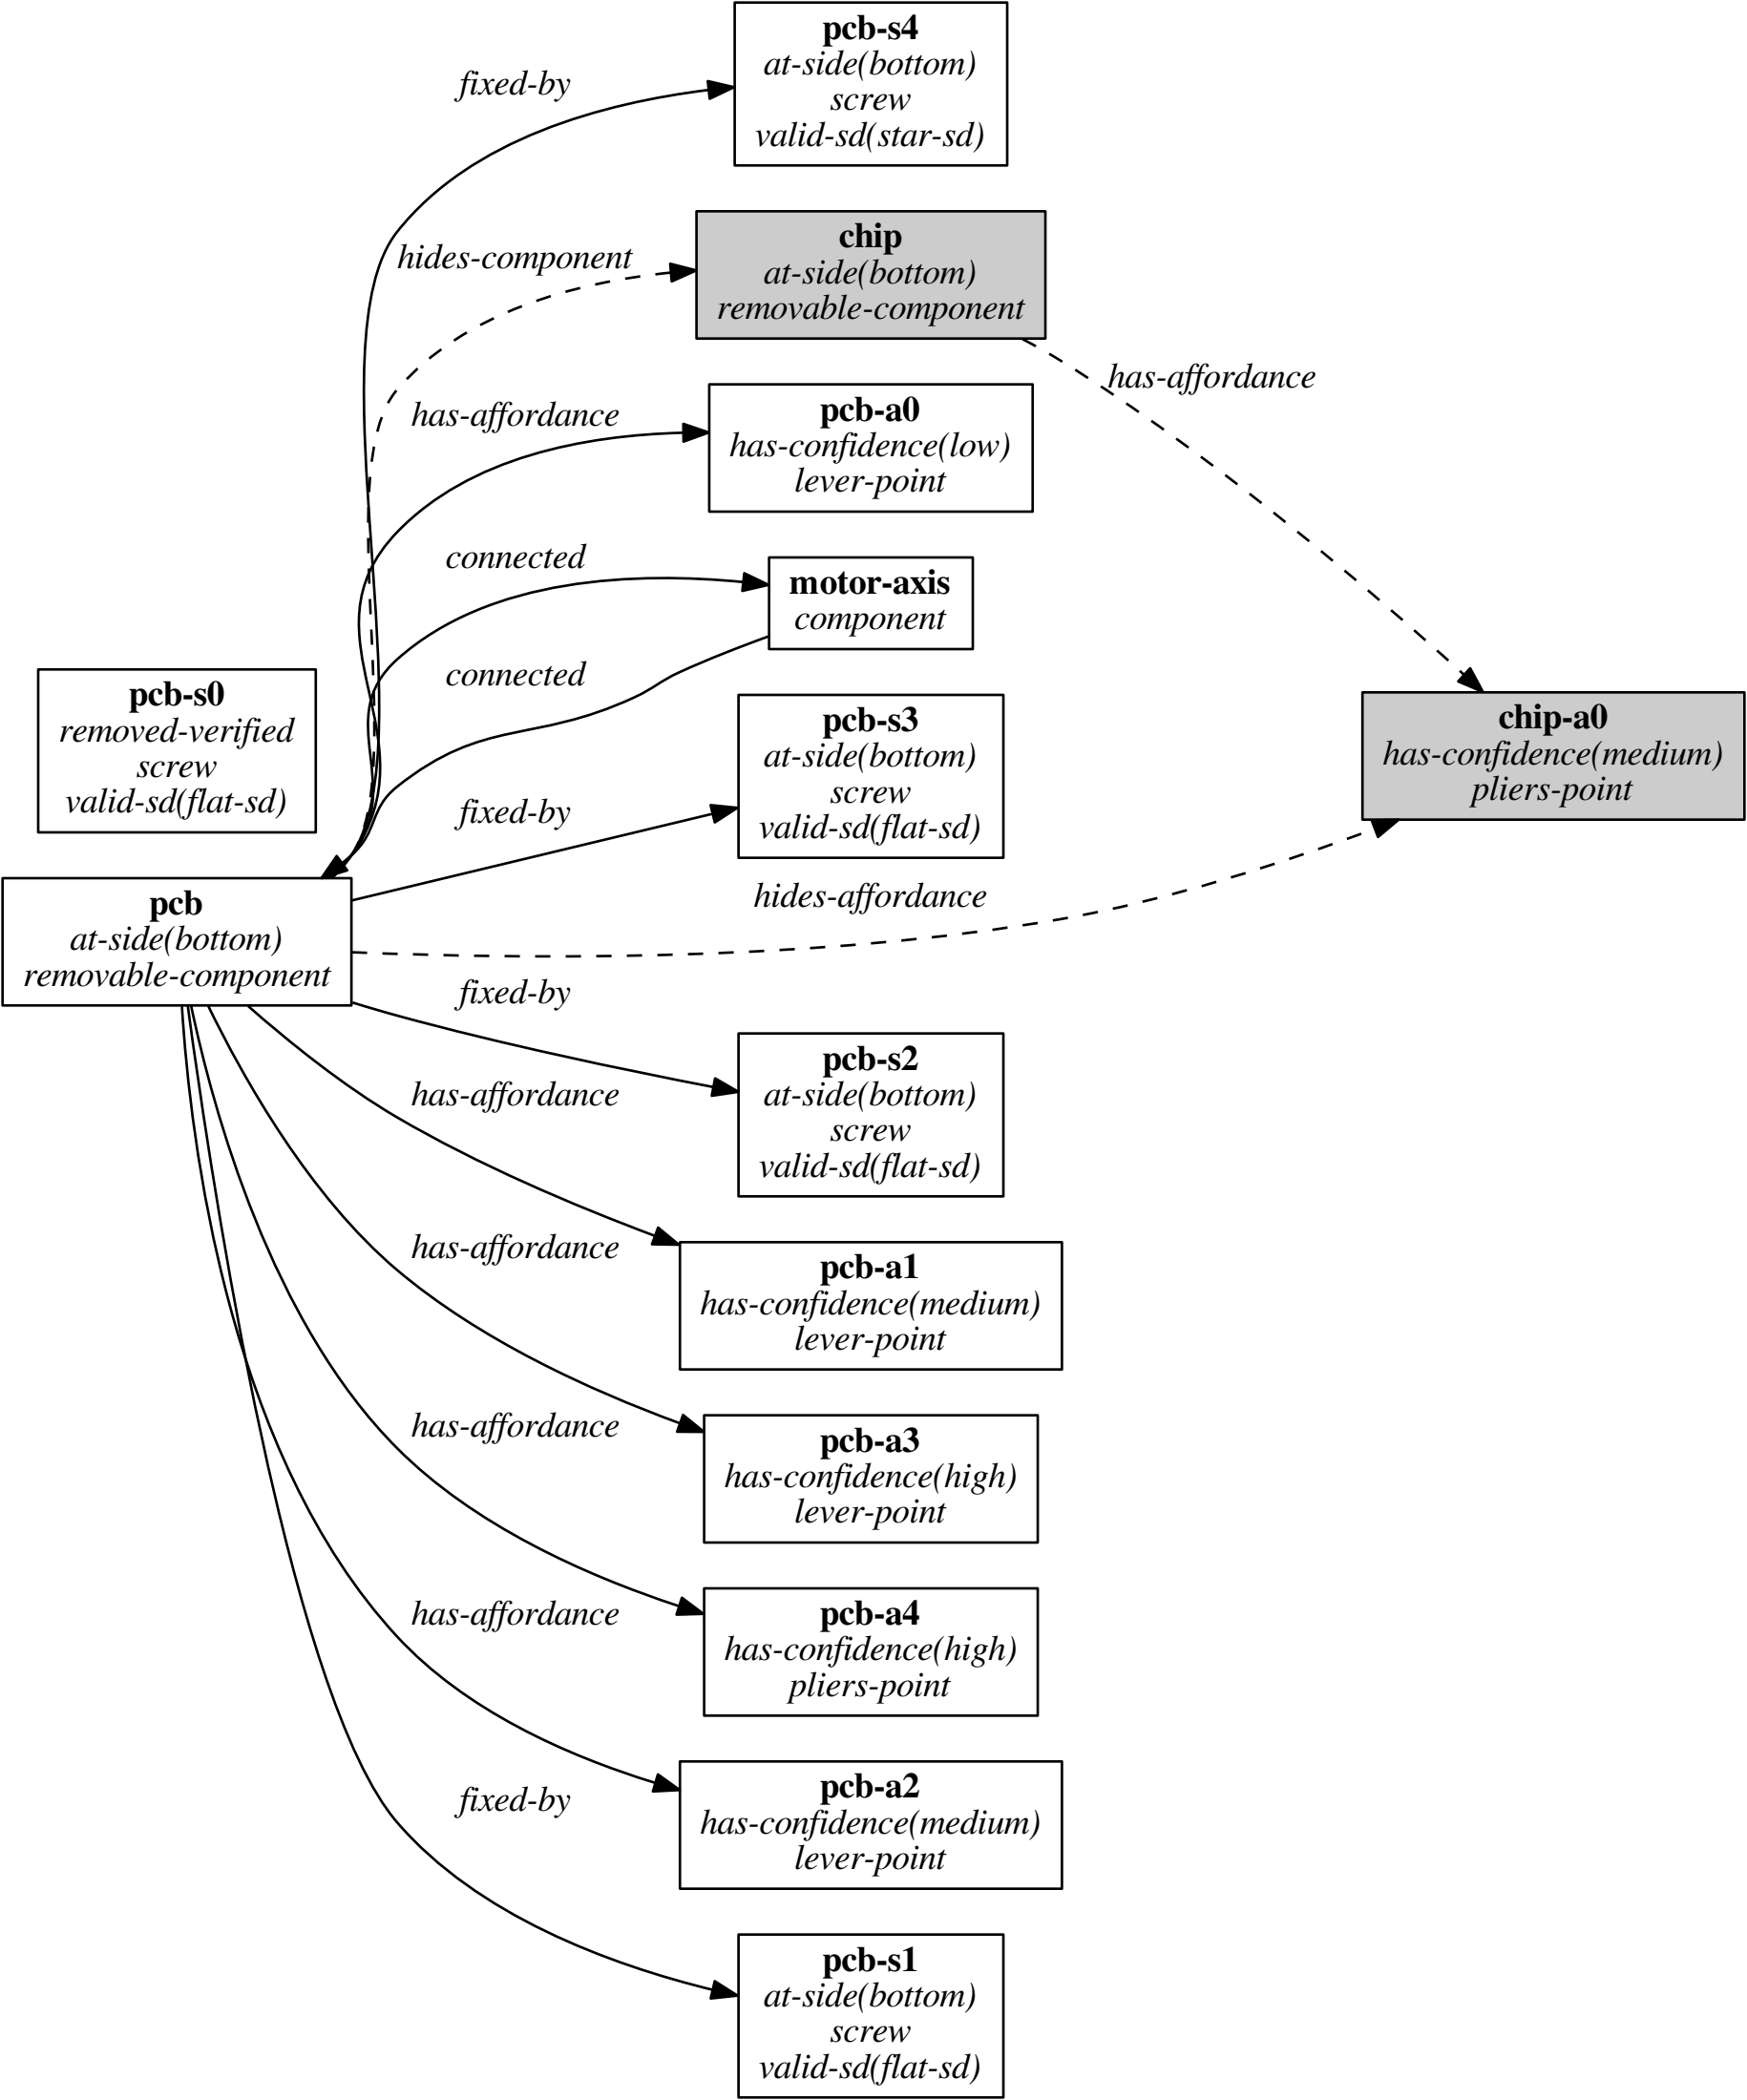 pcb-s4
at-side(bottom)
screw
valid-sd(star-sd)
fixed-by
chip
at-side(bottom)
removable-component
hides-component
has-affordance
pcb-a0
has-confidence(low)
lever-point
has-affordance
motor-axis
component
connected
connected
pcb-s0
removed-verified
screw
valid-sd(flat-sd)
pcb-s3
at-side(bottom)
screw
valid-sd(flat-sd)
fixed-by
chip-a0
has-confidence(medium)
pliers-point
pcb
at-side(bottom)
removable-component
hides-affordance
fixed-by
pcb-s2
at-side(bottom)
screw
valid-sd(flat-sd)
has-affordance
pcb-a1
has-confidence(medium)
lever-point
has-affordance
pcb-a3
has-confidence(high)
lever-point
has-affordance
pcb-a4
has-confidence(high)
pliers-point
has-affordance
pcb-a2
has-confidence(medium)
lever-point
fixed-by
pcb-s1
at-side(bottom)
screw
valid-sd(flat-sd)